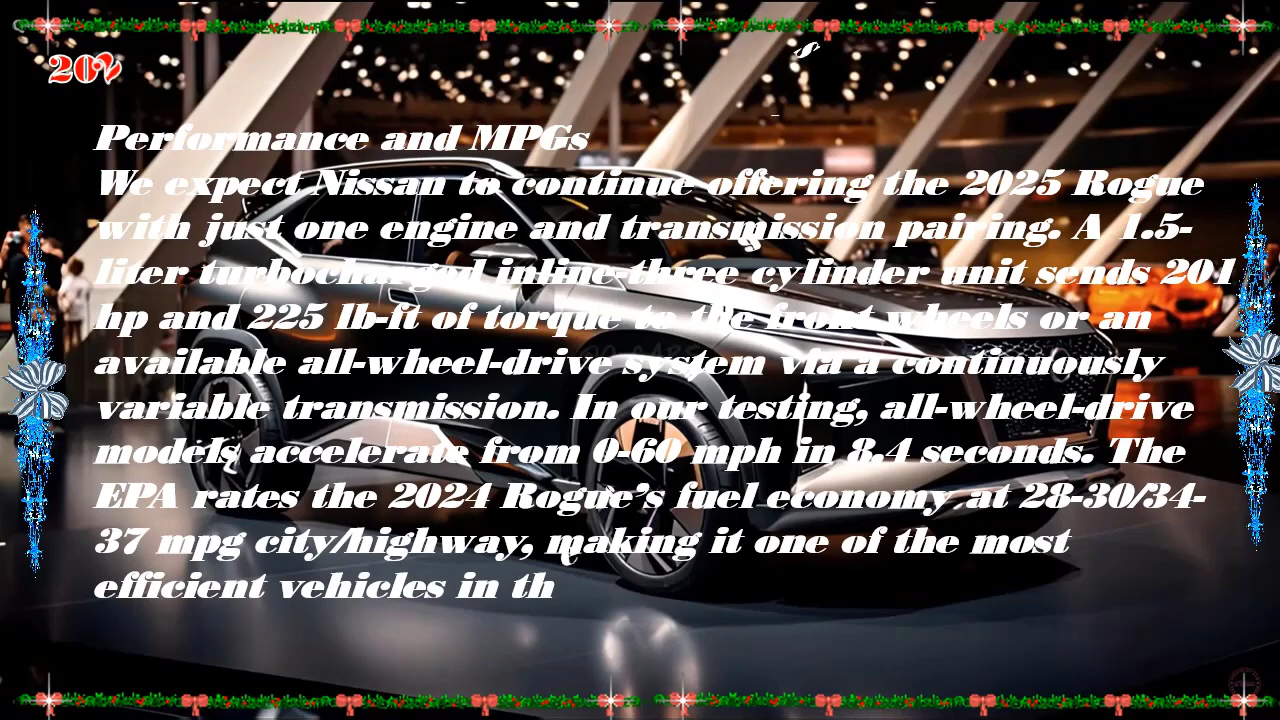 202
Performance and MPGs
We expect Nissan to continue offering the 2025 Rogue
with just one engine and transmission pairing. A 1.5-
liter turbocharged inline-three cylinder unit sends 201
hp and 225 lb-ft of torque to the front wheels or an
available all-wheel-drive system via a continuously
variable transmission. In our testing, all-wheel-drive
models accelerate from 0-60 mph in 8.4 seconds. The
EPA rates the 2024 Rogue’s fuel economy at 28-30/34-
37 mpg city/highway, making it one of the most
efficient vehicles in th